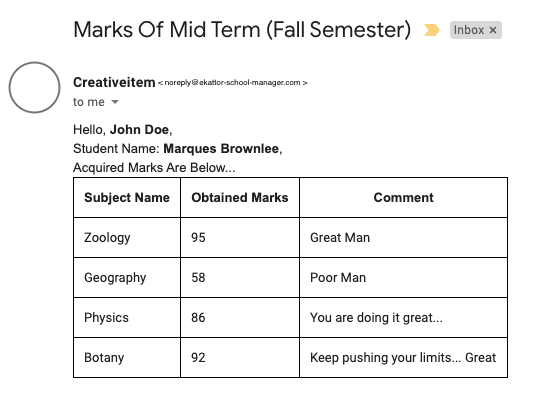 Marks Of Mid Term (Fall Semester) Inbox ×
Creativeitem < noreply@ekattor-school-manager.com >
to me
Hello, John Doe,
Student Name: Marques Brownlee,
Acquired Marks Are Below...
Subject Name Obtained Marks Comment
Zoology 95 Great Man
Geography 58 Poor Man
Physics 86 You are doing it great...
Botany 92 Keep pushing your limits... Great